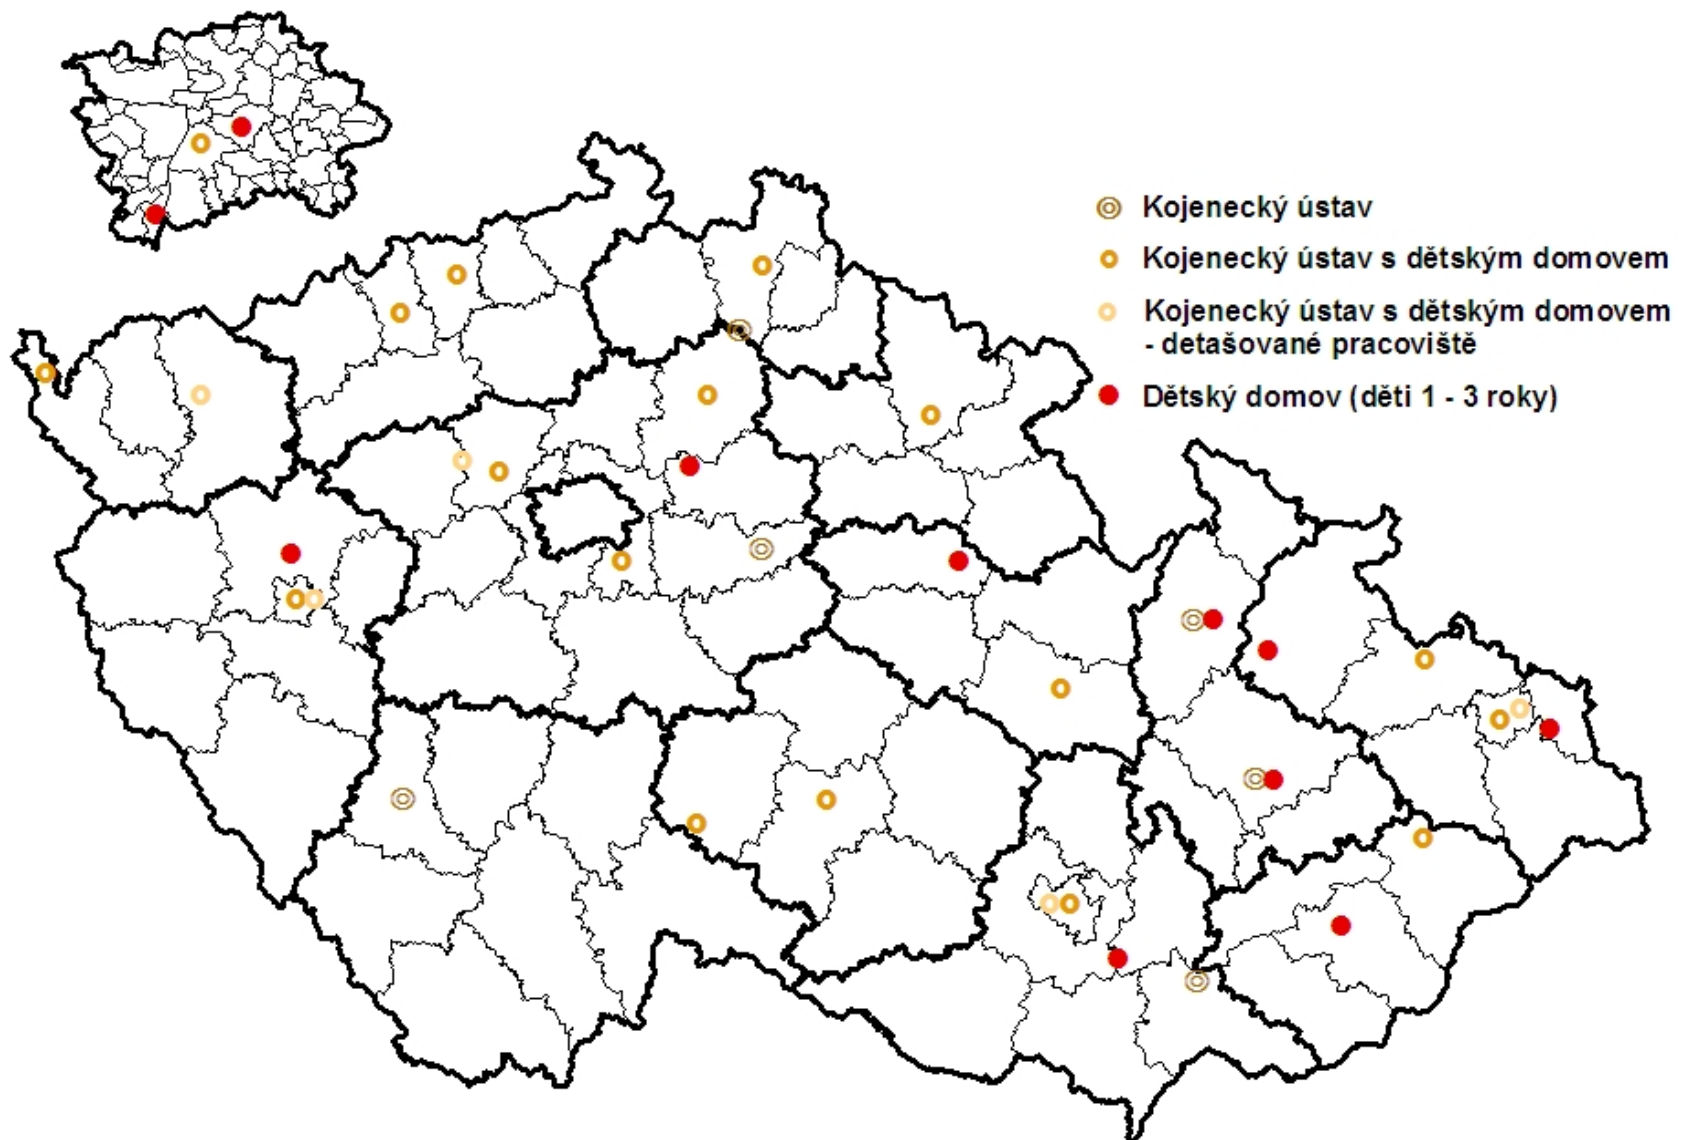 Kojenecký ústav
Kojenecký ústav s dětským domovem
Kojenecký ústav s dětským domovem
- detašované pracoviště
Dětský domov (děti 1 - 3 roky)